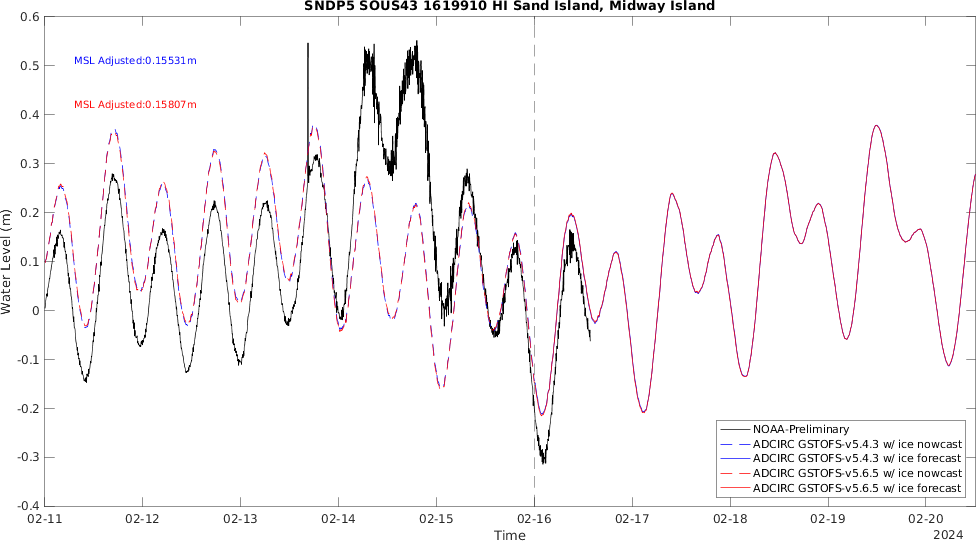 SNDP5 SOUS43 1619910 HI Sand Island, Midway Island
0.6
0.5
0.4
0.3
0.2
0.1
0
-0.1
-0.2
-0.3
-0.4
Water Level (m)
MSL Adjusted:0.15531m
MSL Adjusted:0.15807m
NOAA-Preliminary
ADCIRC GSTOFS-v5.4.3 w/ ice nowcast
ADCIRC GSTOFS-v5.4.3 w/ ice forecast
ADCIRC GSTOFS-v5.6.5 w/ ice nowcast
ADCIRC GSTOFS-v5.6.5 w/ ice forecast
02-11 02-12 02-13 02-14 02-15 02-16 02-17 02-18 02-19 02-20
Time
2024